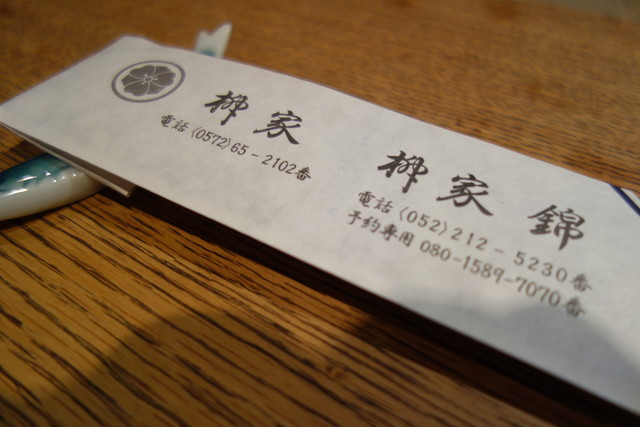 柳家
電話 (0572)65-2102番
柳家 錦
電話 (052)212-5230番
予約専用 080-1589-7070番